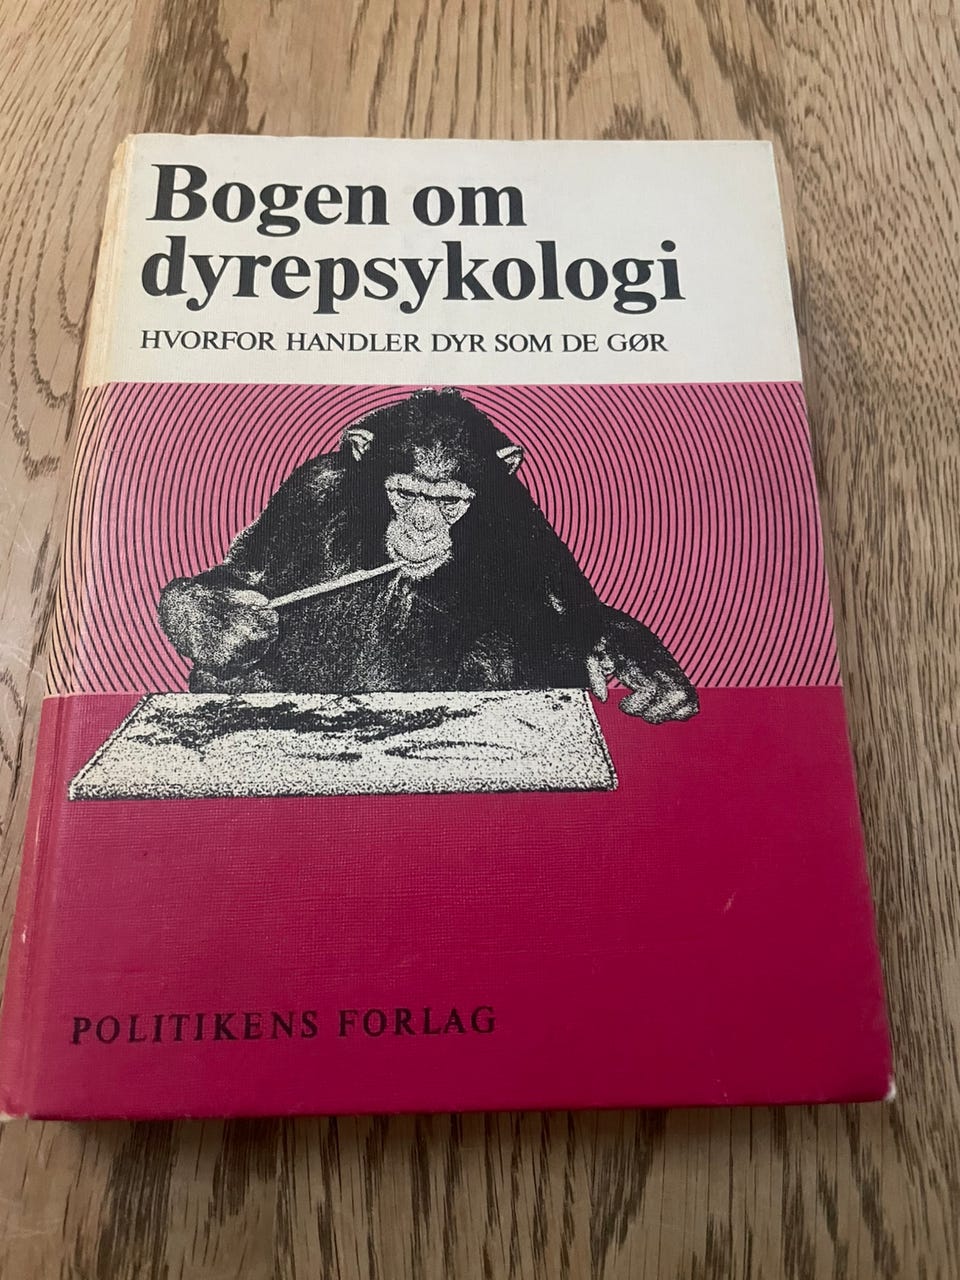 Bogen om
dyrepsykologi
HVORFOR HANDLER DYR SOM DE GØR
POLITIKENS FORLAG